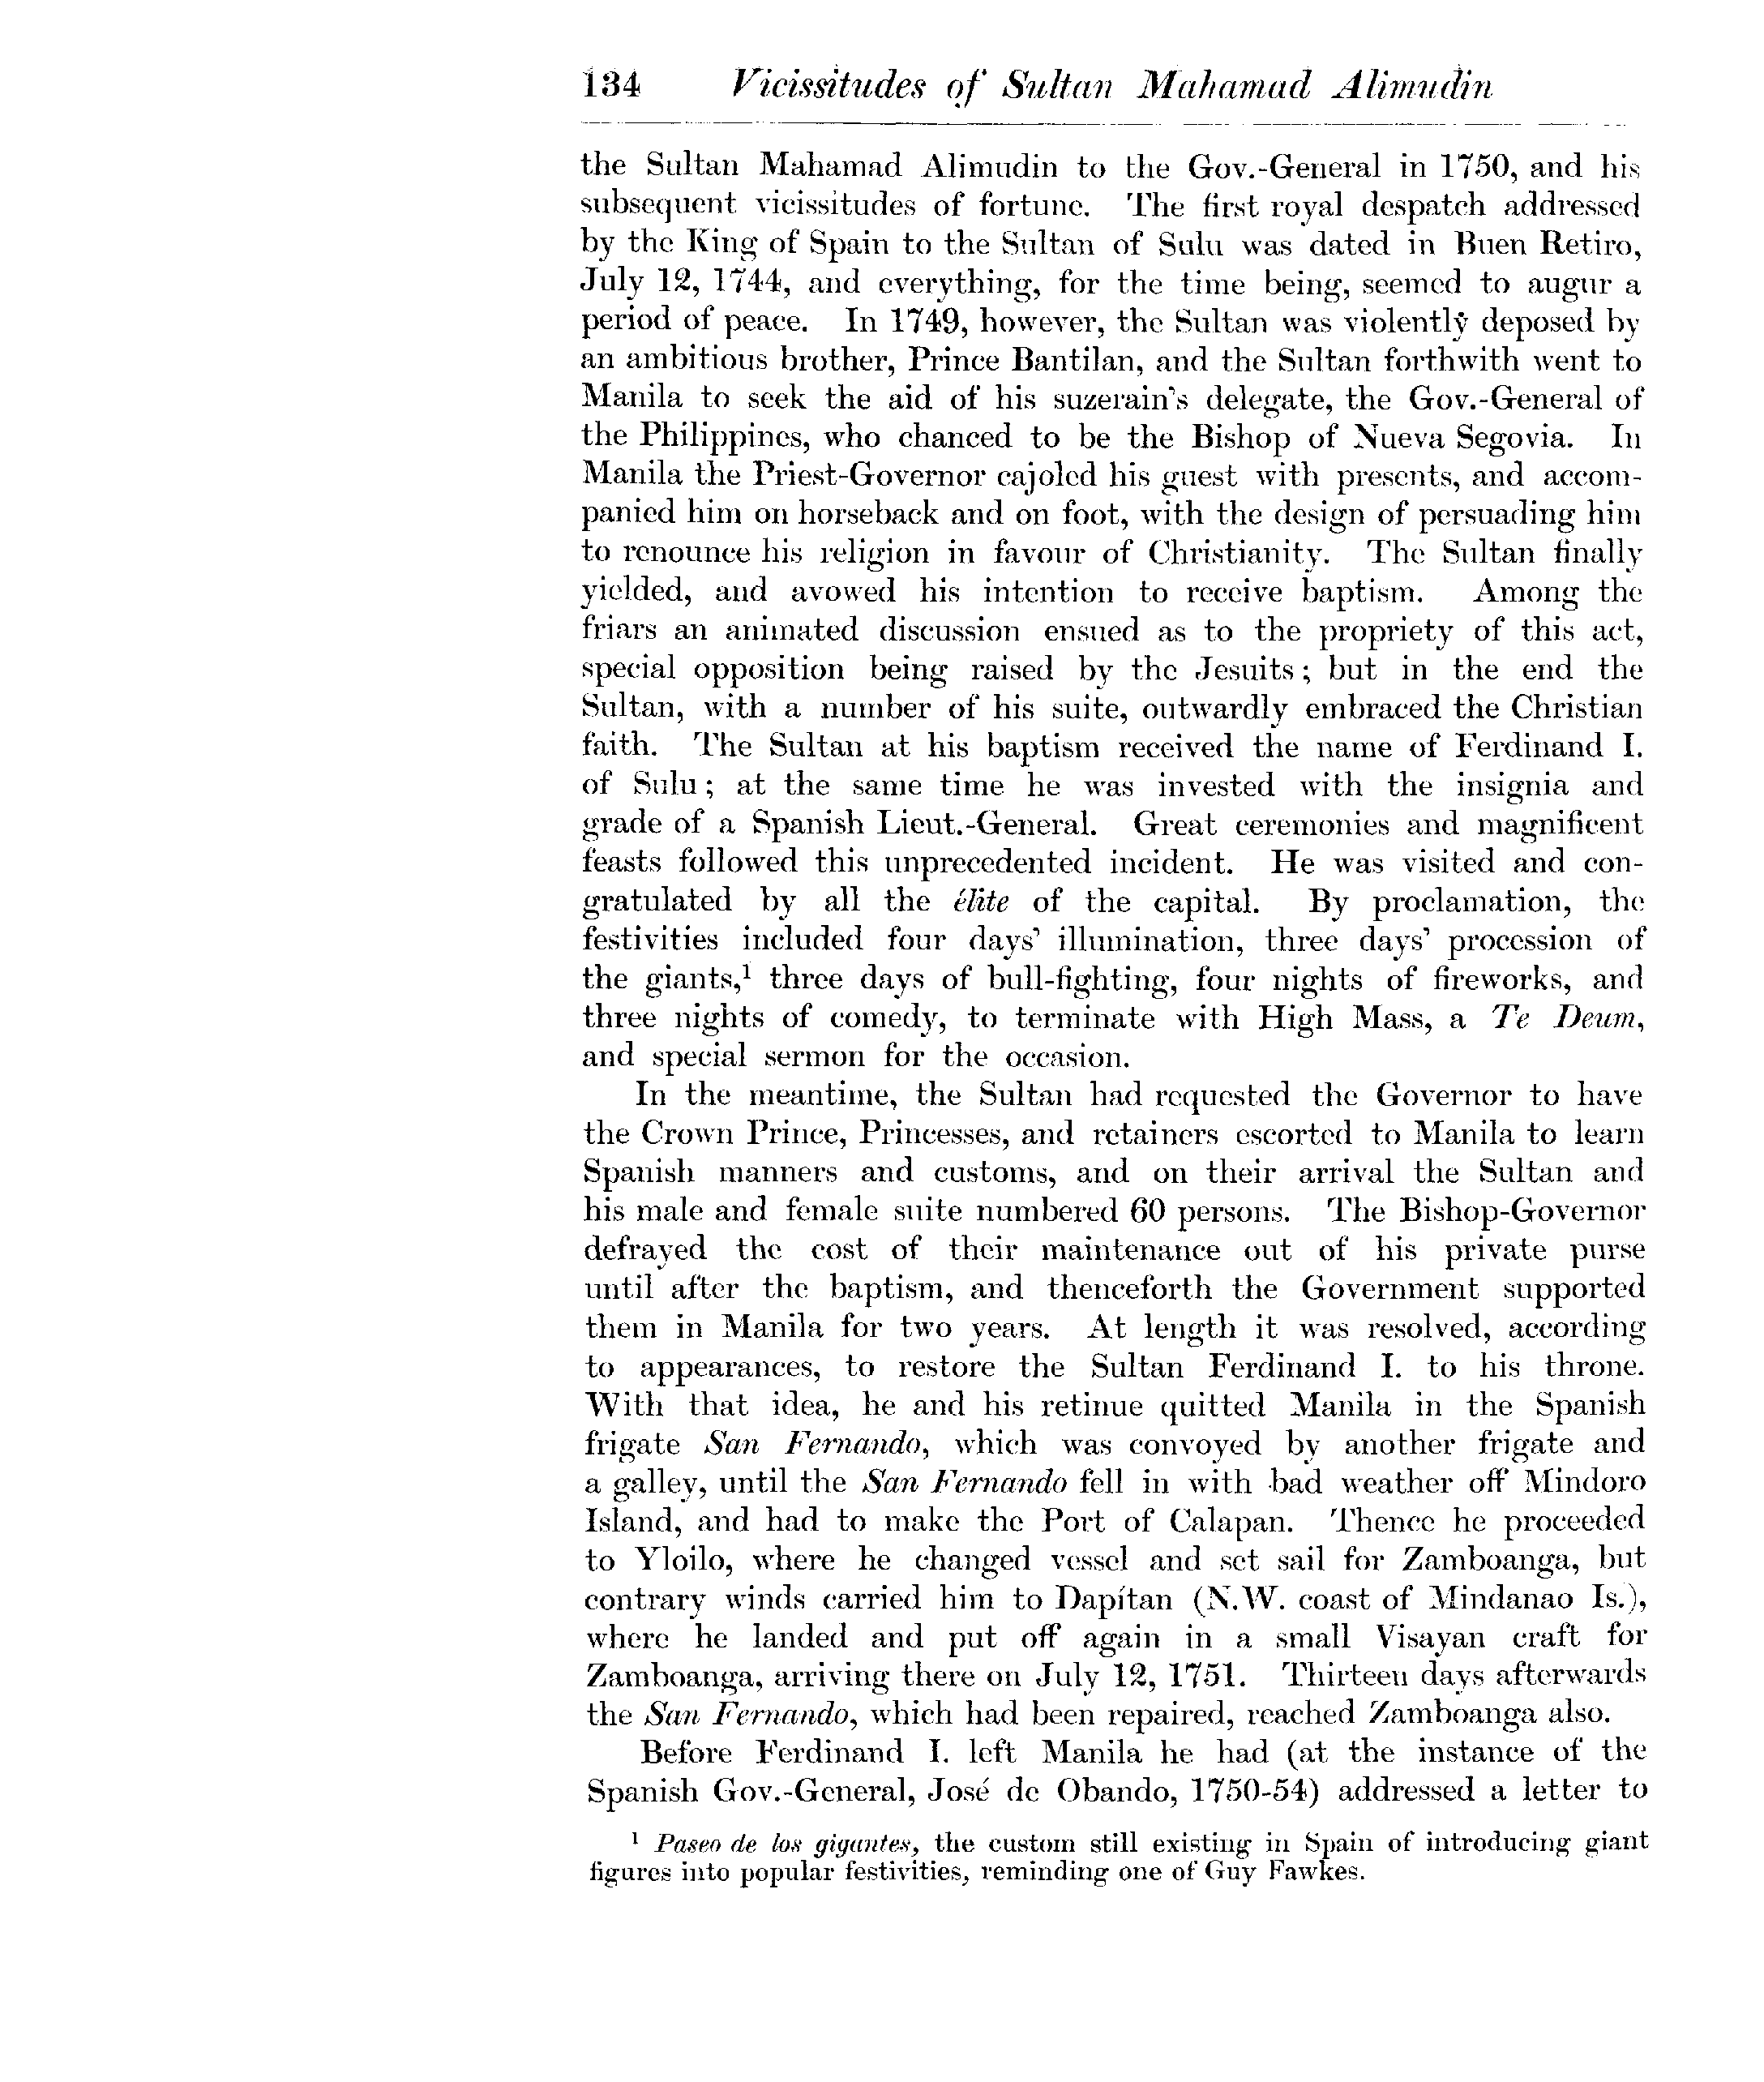 134 Vicissitudes of Sultan Mahamad Alimudin
the Sultan Mahamad Alimudin to the Gov.-General in 1750, and his
subsequent vicissitudes of fortune. The first royal despatch addressed
by the King of Spain to the Sultan of Sulu was dated in Buen Retiro,
July 12, 1744, and everything, for the time being, seemed to augur a
period of peace. In 1749, however, the Sultan was violently deposed by
an ambitious brother, Prince Bantilan, and the Sultan forthwith went to
Manila to seek the aid of his suzerain's delegate, the Gov.-General of
the Philippines, who chanced to be the Bishop of Nueva Segovia. In
Manila the Priest-Governor cajoled his guest with presents, and accom-
panied him on horseback and on foot, with the design of persuading him
to renounce his religion in favour of Christianity. The Sultan finally
yielded, and avowed his intention to receive baptism. Among the
friars an animated discussion ensued as to the propriety of this act,
special opposition being raised by the Jesuits; but in the end the
Sultan, with a number of his suite, outwardly embraced the Christian
faith. The Sultan at his baptism received the name of Ferdinand I.
of Sulu; at the same time he was invested with the insignia and
grade of a Spanish Lieut.-General. Great ceremonies and magnificent
feasts followed this unprecedented incident. He was visited and con-
gratulated by all the élite of the capital. By proclamation, the
festivities included four days' illumination, three days' procession of
the giants,¹ three days of bull-fighting, four nights of fireworks, and
three nights of comedy, to terminate with High Mass, a Te Deum,
and special sermon for the occasion.
In the meantime, the Sultan had requested the Governor to have
the Crown Prince, Princesses, and retainers escorted to Manila to learn
Spanish manners and customs, and on their arrival the Sultan and
his male and female suite numbered 60 persons. The Bishop-Governor
defrayed the cost of their maintenance out of his private purse
until after the baptism, and thenceforth the Government supported
them in Manila for two years. At length it was resolved, according
to appearances, to restore the Sultan Ferdinand I. to his throne.
With that idea, he and his retinue quitted Manila in the Spanish
frigate San Fernando, which was convoyed by another frigate and
a galley, until the San Fernando fell in with bad weather off Mindoro
Island, and had to make the Port of Calapan. Thence he proceeded
to Yloilo, where he changed vessel and set sail for Zamboanga, but
contrary winds carried him to Dapítan (N.W. coast of Mindanao Is.),
where he landed and put off again in a small Visayan craft for
Zamboanga, arriving there on July 12, 1751. Thirteen days afterwards
the San Fernando, which had been repaired, reached Zamboanga also.
Before Ferdinand I. left Manila he had (at the instance of the
Spanish Gov.-General, José de Obando, 1750-54) addressed a letter to
¹ Paseo de los gigantes, the custom still existing in Spain of introducing giant
figures into popular festivities, reminding one of Guy Fawkes.